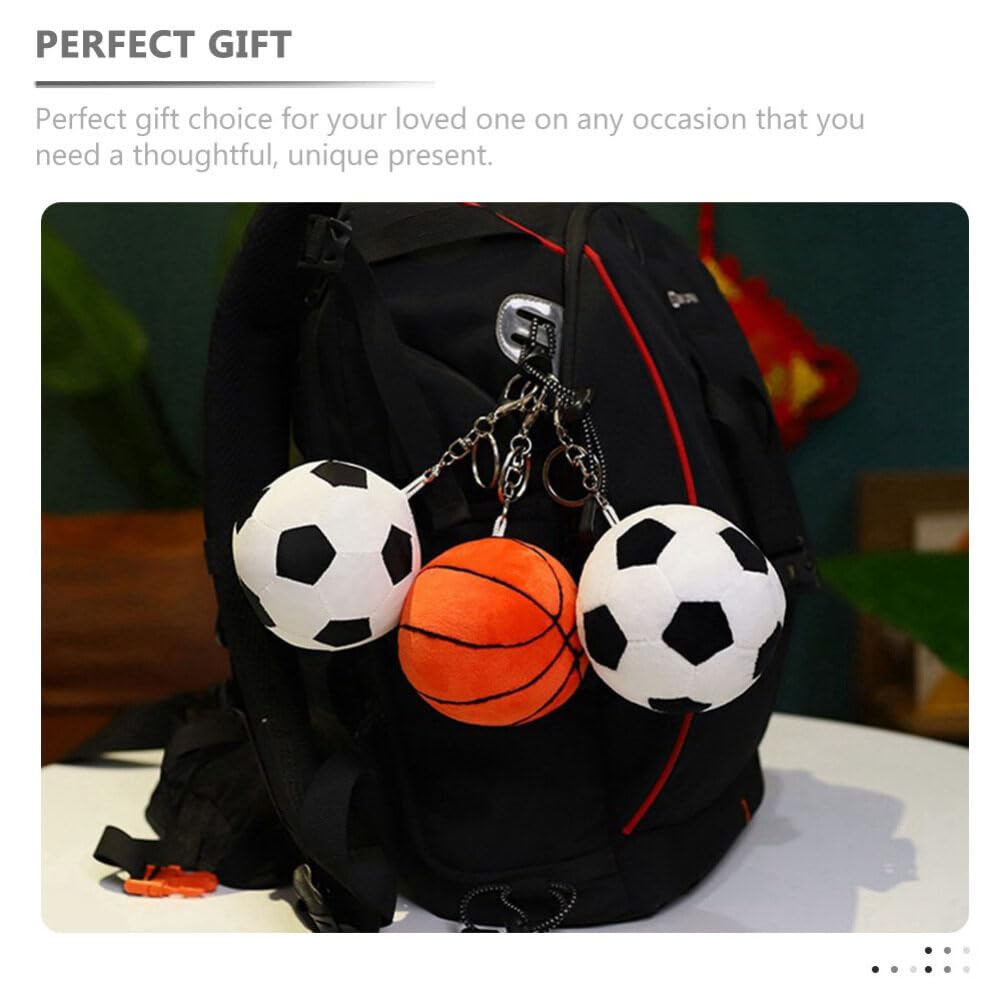 PERFECT GIFT
Perfect gift choice for your loved one on any occasion that you
need a thoughtful, unique present.